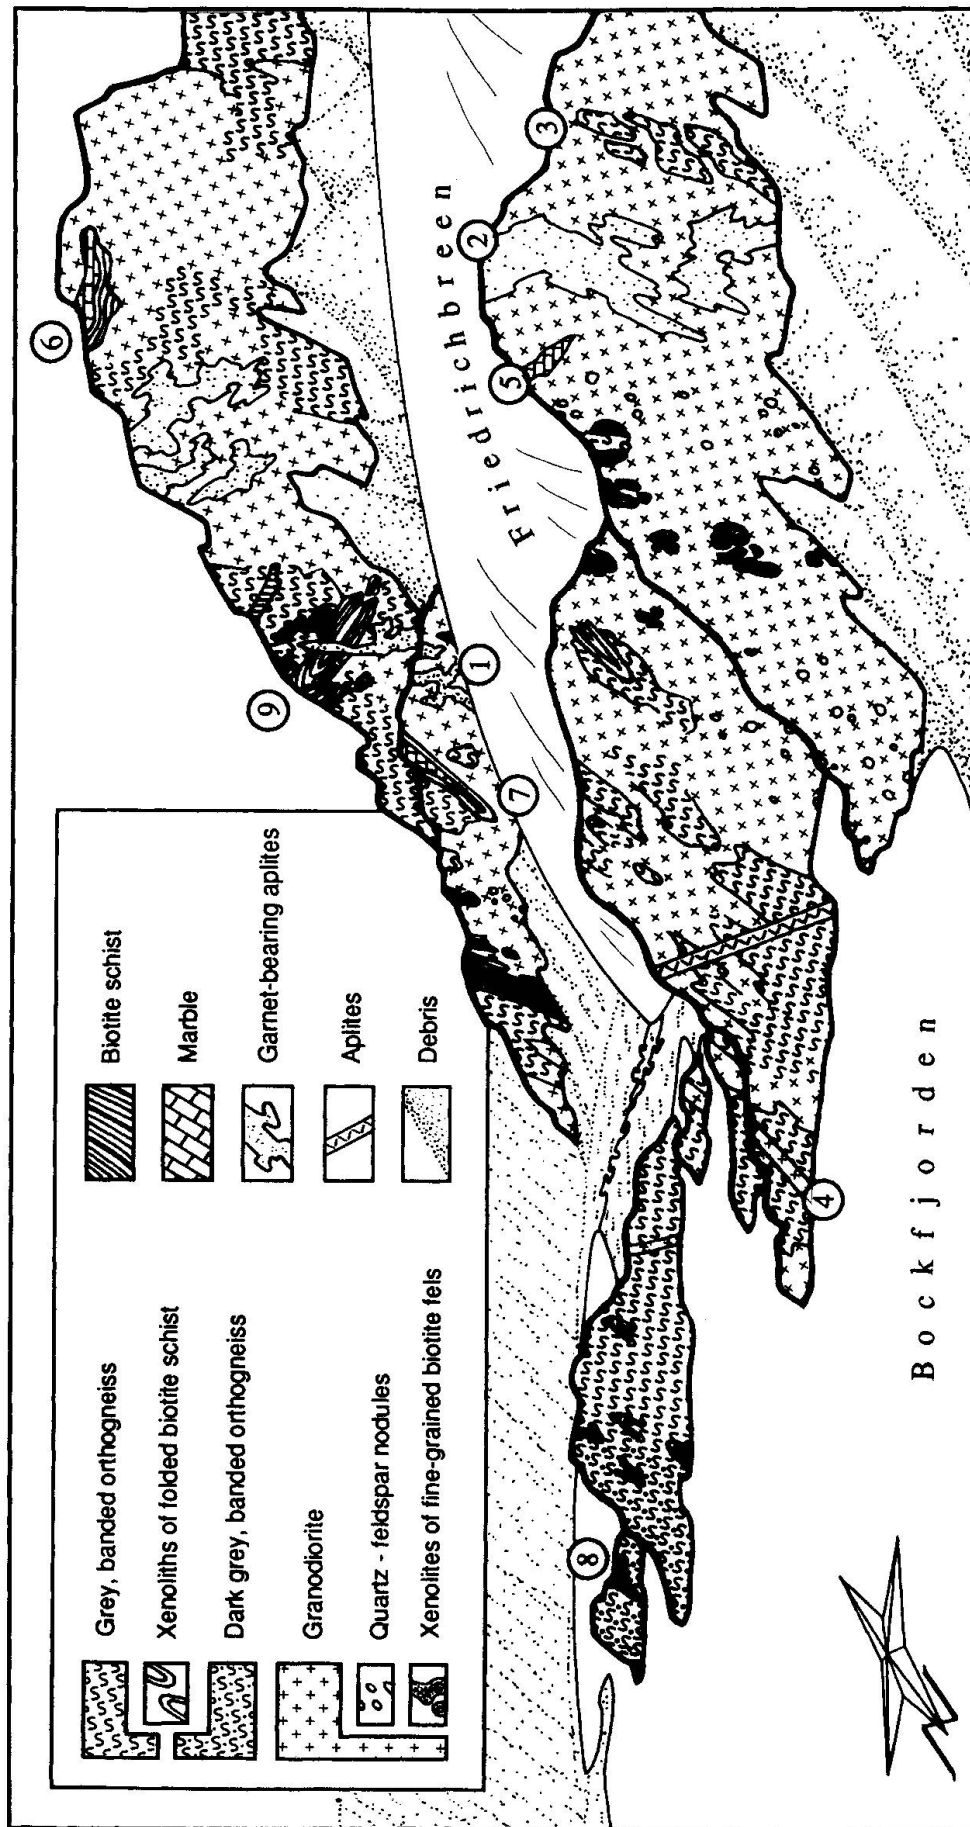 Grey, banded orthogneiss
Xenoliths of folded biotite schist
Dark grey, banded orthogneiss
Granodiorite
Quartz - feldspar nodules
Xenolites of fine-grained biotite fels
Biotite schist
Marble
Garnet-bearing aplites
Aplites
Debris
6
9
1
7
Friedrichbreen
3
2
5
8
4
Bockfjorden